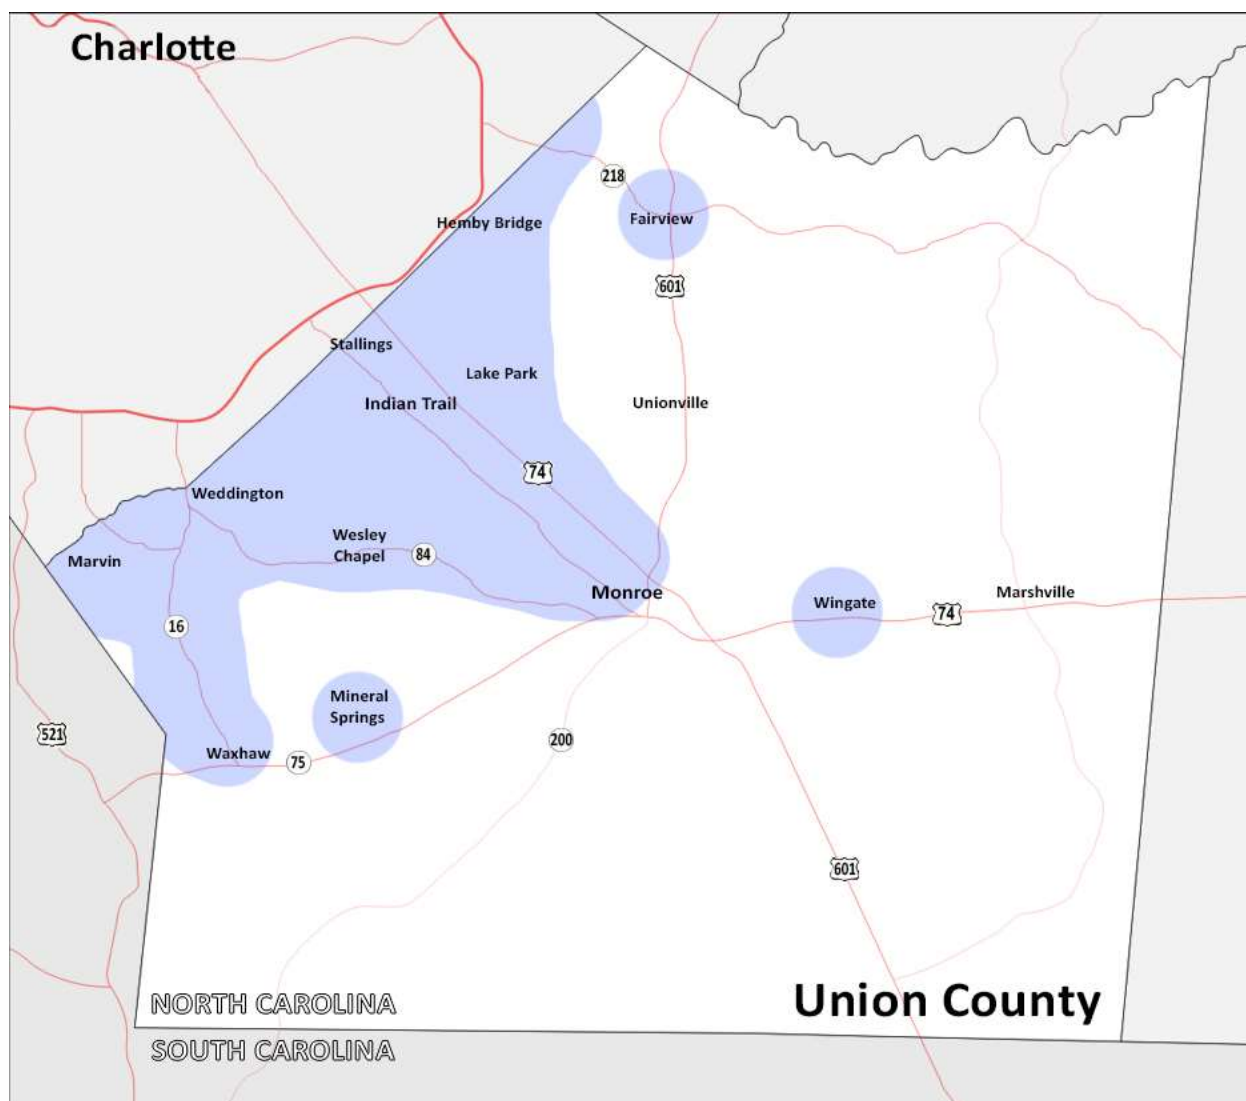 Charlotte
218
Fairview
Hemby Bridge
601
Stallings
Lake Park
Indian Trail
Unionville
74
Weddington
Wesley
Chapel
84
Marvin
Monroe
Wingate
Marshville
74
16
Mineral
Springs
521
Waxhaw
75
200
601
NORTH CAROLINA
Union County
SOUTH CAROLINA